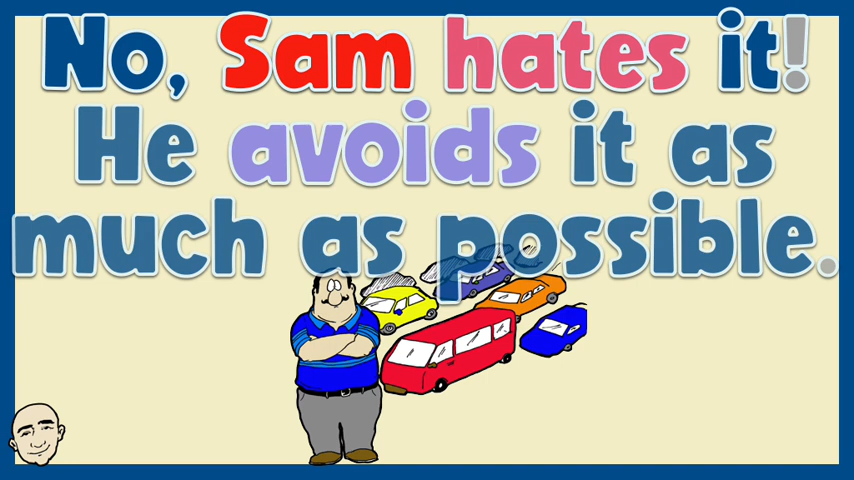 No, Sam hates it!
He avoids it as
much as possible.